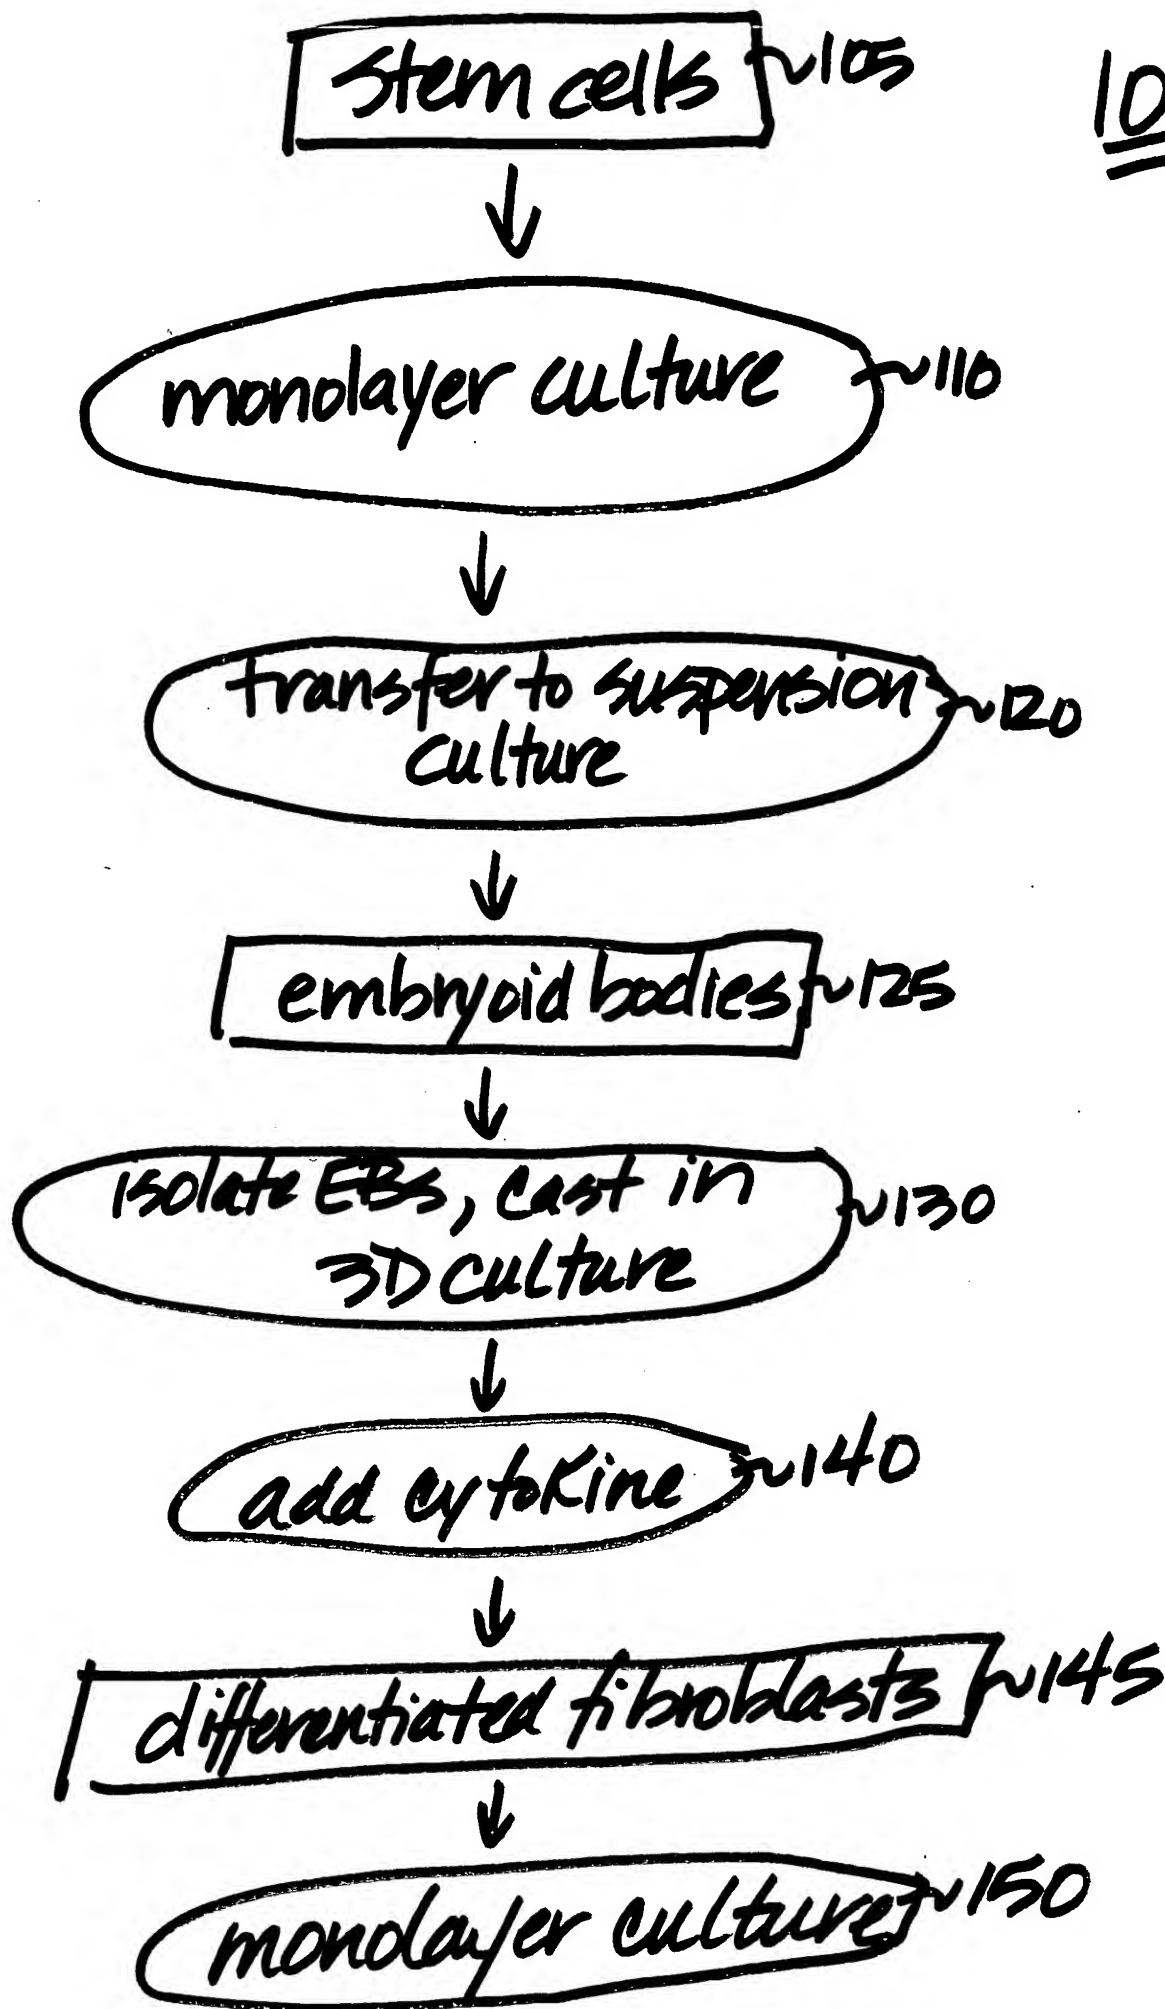 stem cells ~105
10
monolayer culture ~110
transfer to suspension ~120
culture
embryoid bodies ~125
isolate EBs, cast in ~130
3D culture
add cytokine ~140
differentiated fibroblasts ~145
monolayer culture ~150